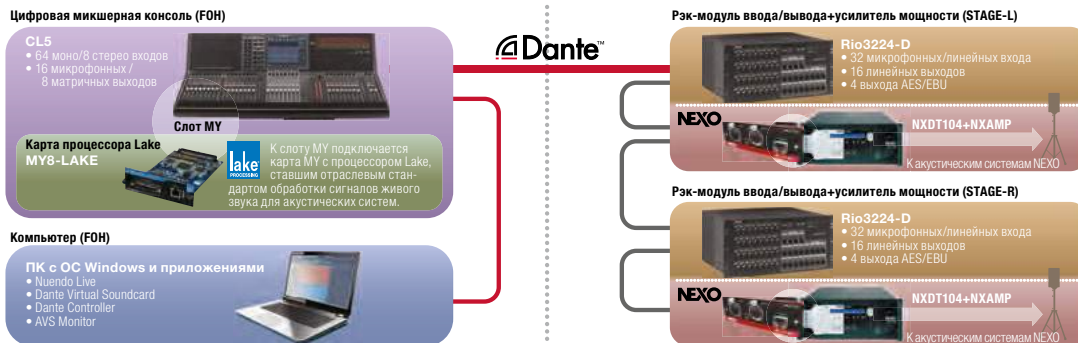 Цифровая микшерная консоль (FOH)
CL5
• 64 моно/8 стерео входов
• 16 микрофонных /
8 матричных выходов
Слот MY
Карта процессора Lake
MY8-LAKE
lake
PROCESSING
К слоту MY подключается
карта MY с процессором Lake,
ставшим отраслевым стан-
дартом обработки сигналов живого
звука для акустических систем.
Компьютер (FOH)
ПК с ОС Windows и приложениями
• Nuendo Live
• Dante Virtual Soundcard
• Dante Controller
• AVS Monitor
Dante™
Рэк-модуль ввода/вывода+усилитель мощности (STAGE-L)
Rio3224-D
• 32 микрофонных/линейных входа
• 16 линейных выходов
• 4 выхода AES/EBU
NEXO
NXDT104+NXAMP
К акустическим системам NEXO
Рэк-модуль ввода/вывода+усилитель мощности (STAGE-R)
Rio3224-D
• 32 микрофонных/линейных входа
• 16 линейных выходов
• 4 выхода AES/EBU
NEXO
NXDT104+NXAMP
К акустическим системам NEXO